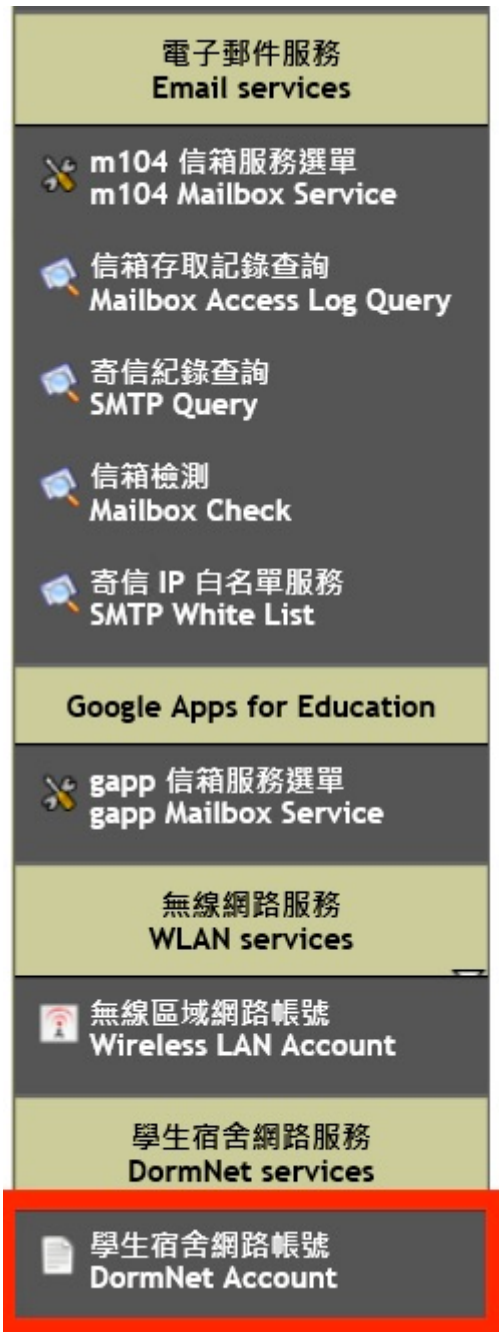 電子郵件服務
Email services
m104 信箱服務選單
m104 Mailbox Service
信箱存取記錄查詢
Mailbox Access Log Query
寄信紀錄查詢
SMTP Query
信箱檢測
Mailbox Check
寄信 IP 白名單服務
SMTP White List
Google Apps for Education
gapp 信箱服務選單
gapp Mailbox Service
無線網路服務
WLAN services
無線區域網路帳號
Wireless LAN Account
學生宿舍網路服務
DormNet services
學生宿舍網路帳號
DormNet Account